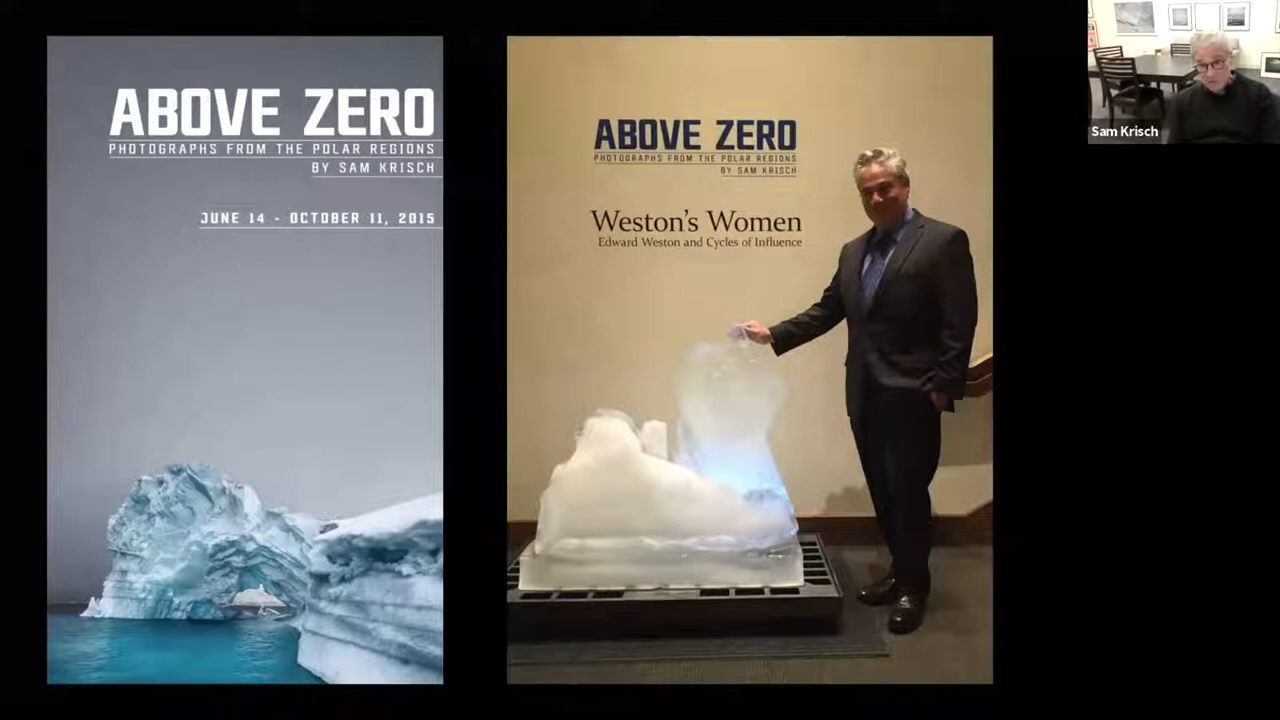 ABOVE ZERO
PHOTOGRAPHS FROM THE POLAR REGIONS
BY SAM KRISCH
JUNE 14 - OCTOBER 11, 2015
ABOVE ZERO
PHOTOGRAPHS FROM THE POLAR REGIONS
BY SAM KRISCH
Weston's Women
Edward Weston and Cycles of Influence
Sam Krisch